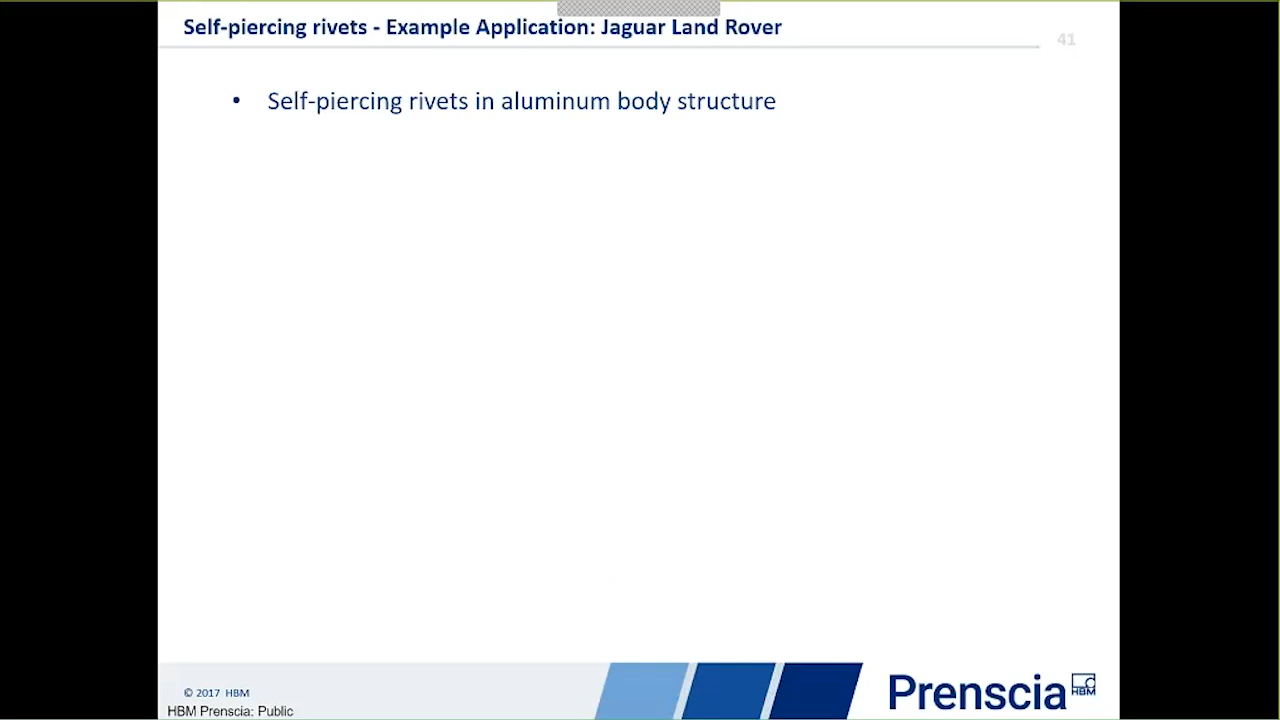 Self-piercing rivets - Example Application: Jaguar Land Rover
41
• Self-piercing rivets in aluminum body structure
© 2017 HBM
HBM Prenscia: Public
Prenscia HBM